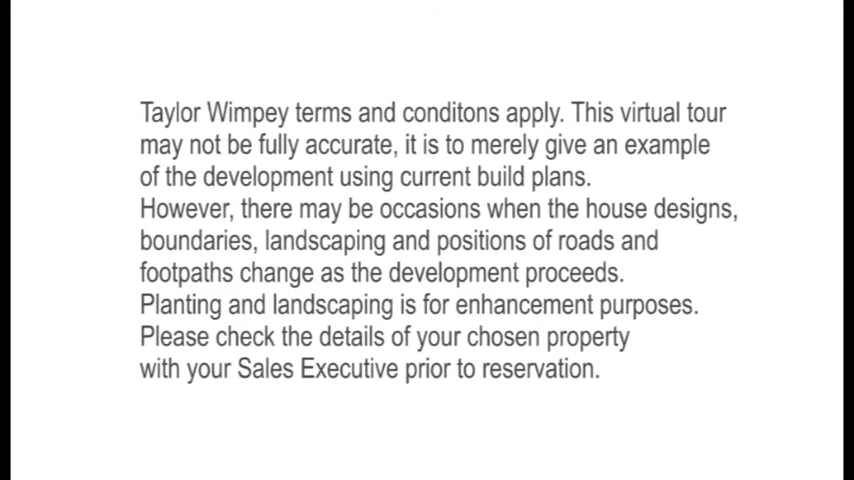 Taylor Wimpey terms and conditons apply. This virtual tour
may not be fully accurate, it is to merely give an example
of the development using current build plans.
However, there may be occasions when the house designs,
boundaries, landscaping and positions of roads and
footpaths change as the development proceeds.
Planting and landscaping is for enhancement purposes.
Please check the details of your chosen property
with your Sales Executive prior to reservation.